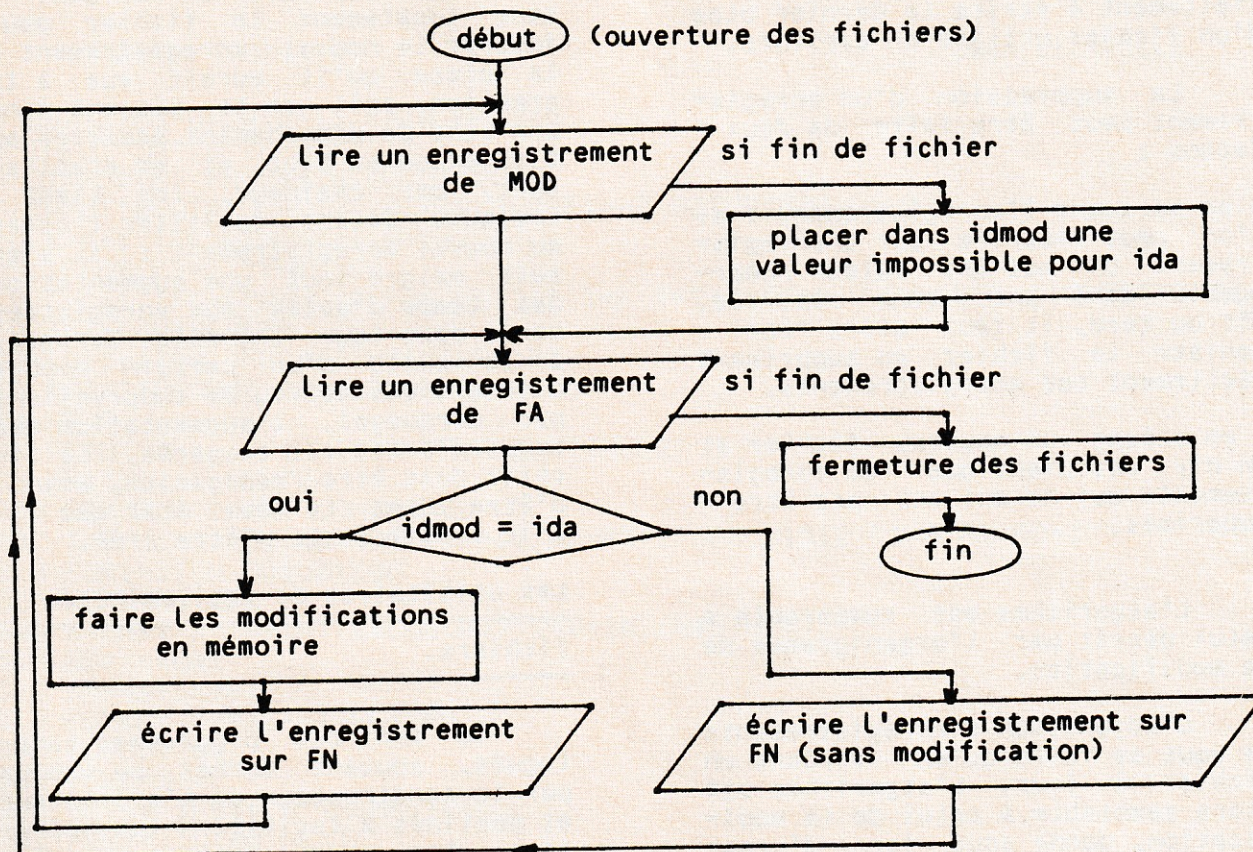 début (ouverture des fichiers)
lire un enregistrement
de MOD
si fin de fichier
placer dans idmod une
valeur impossible pour ida
lire un enregistrement
de FA
si fin de fichier
fermeture des fichiers
fin
oui
idmod = ida
non
faire les modifications
en mémoire
écrire l'enregistrement
sur FN
écrire l'enregistrement sur
FN (sans modification)